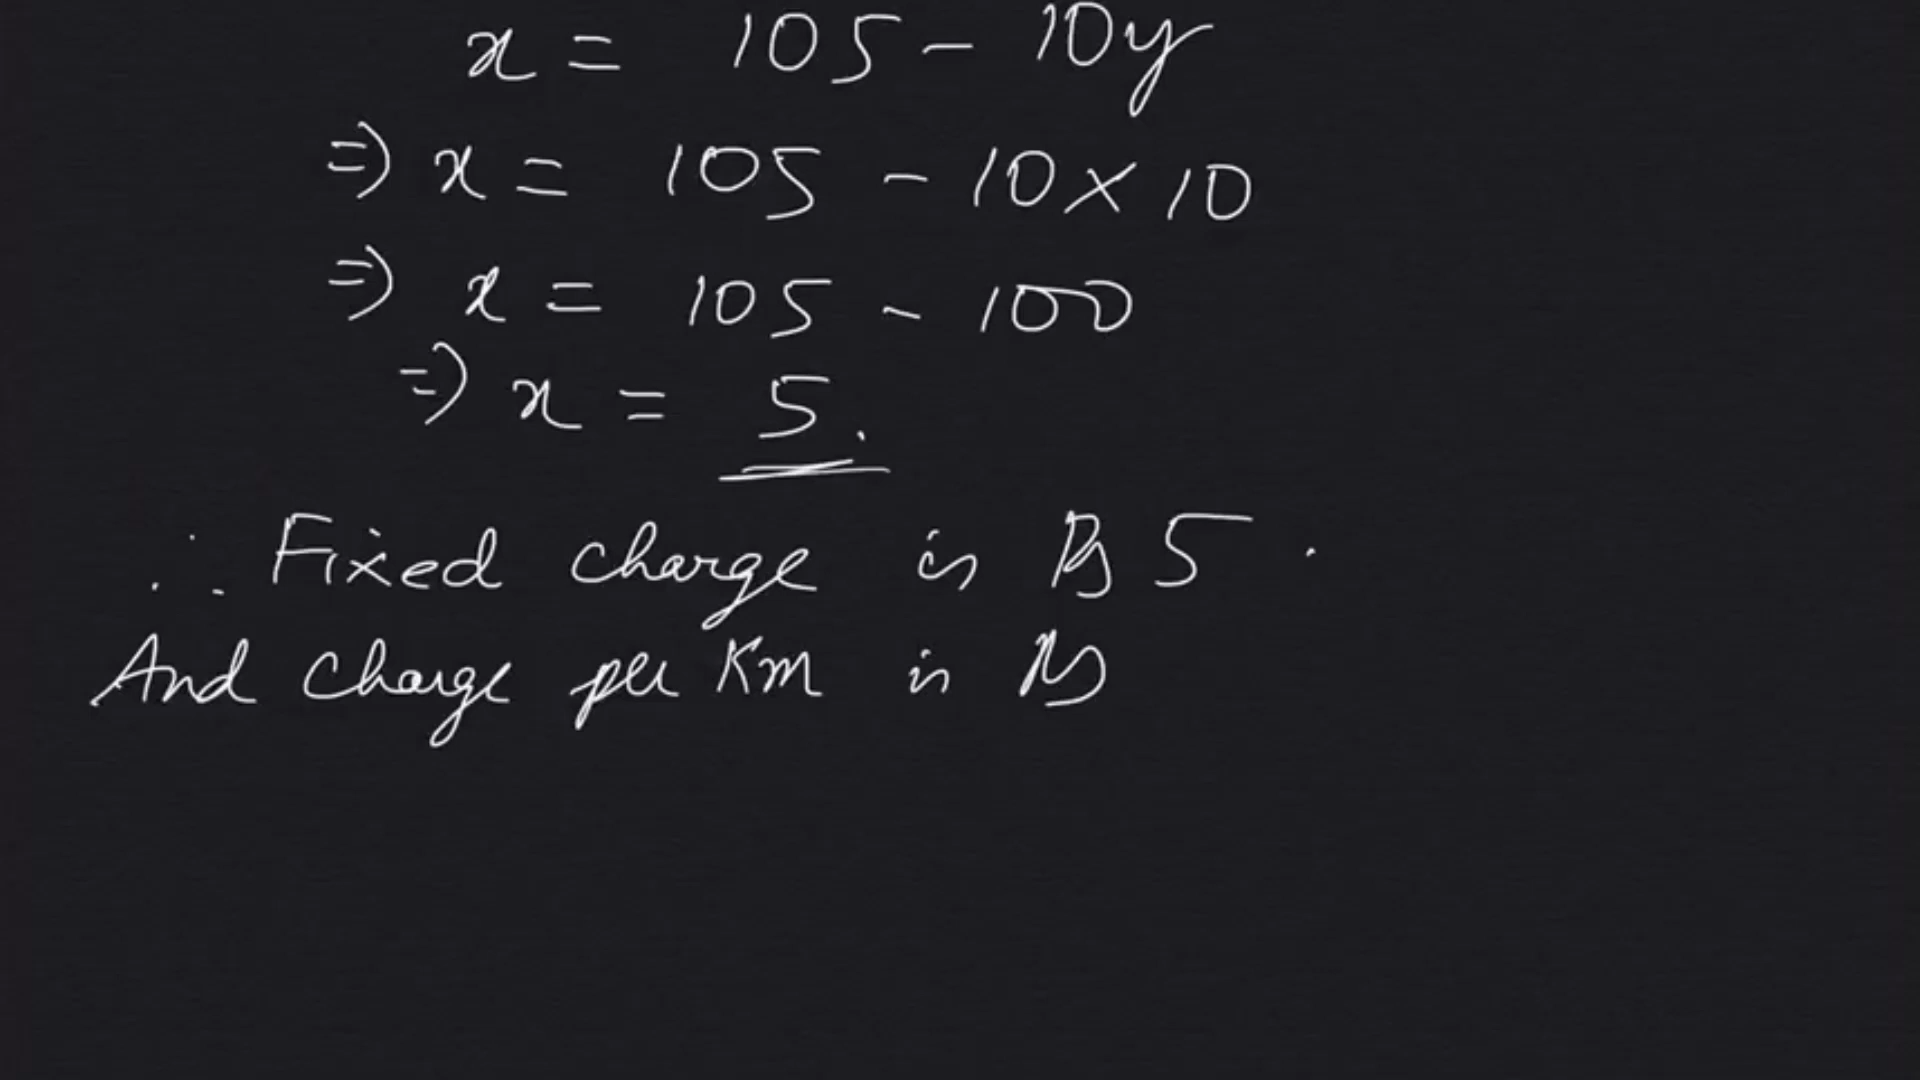 x = 105 - 10y
⇒ x = 105 - 10 × 10
⇒ x = 105 - 100
⇒ x = 5.
∴ Fixed charge is Rs 5.
And charge per Km is Rs